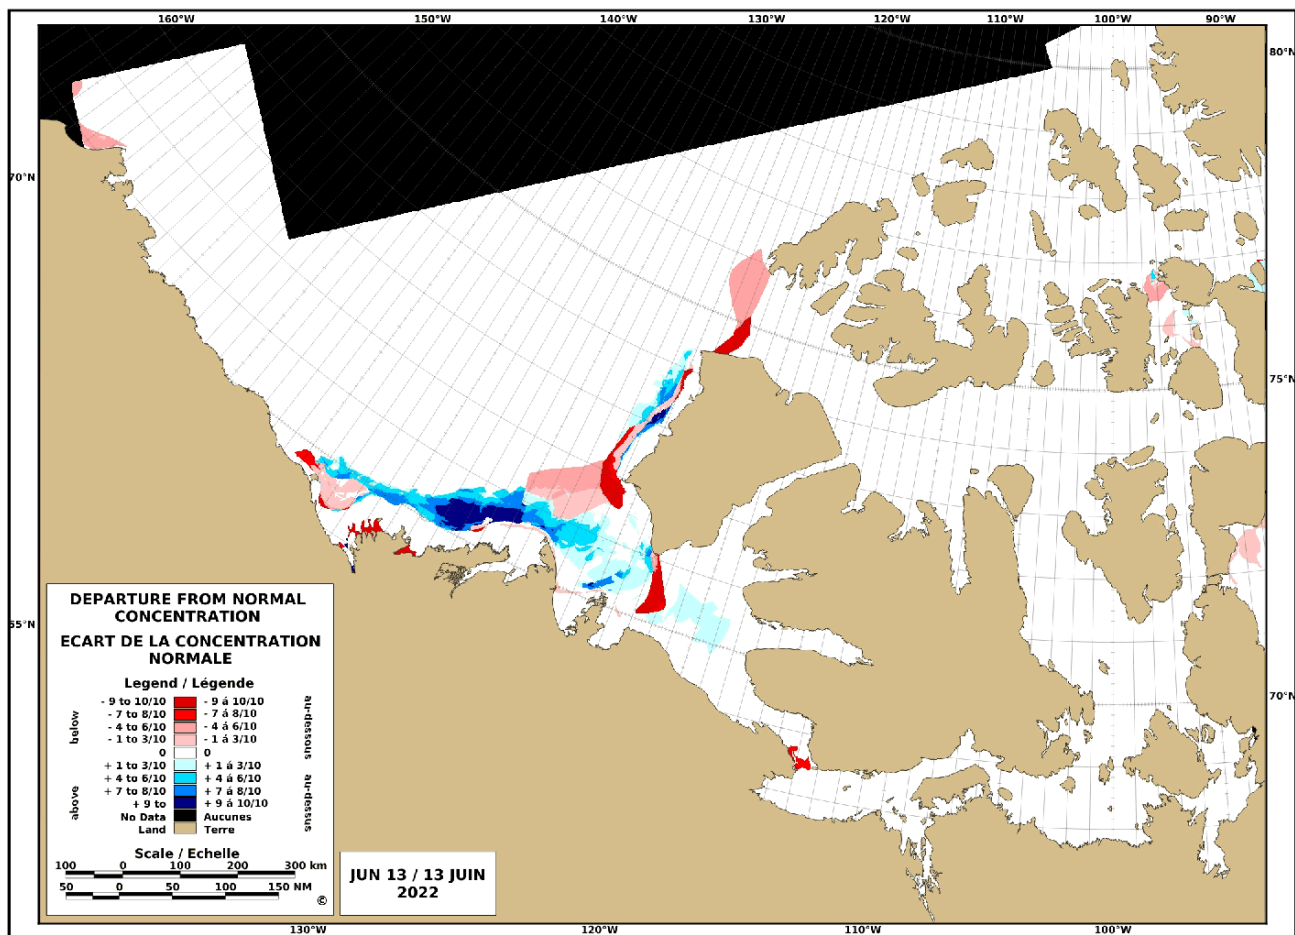 160°W 150°W 140°W 130°W 120°W 110°W 100°W 90°W
80°N
70°N
75°N
65°N
70°N
DEPARTURE FROM NORMAL
CONCENTRATION
ECART DE LA CONCENTRATION
NORMALE
Legend / Légende
below
above
- 9 to 10/10 - 9 á 10/10
- 7 to 8/10 - 7 á 8/10
- 4 to 6/10 - 4 á 6/10
- 1 to 3/10 - 1 á 3/10
0 0
+ 1 to 3/10 + 1 á 3/10
+ 4 to 6/10 + 4 á 6/10
+ 7 to 8/10 + 7 á 8/10
+ 9 to + 9 á 10/10
No Data Aucunes
Land Terre
au-dessous
au-dessus
Scale / Echelle
100 0 100 200 300 km
50 0 50 100 150 NM
©
JUN 13 / 13 JUIN
2022
130°W 120°W 110°W 100°W